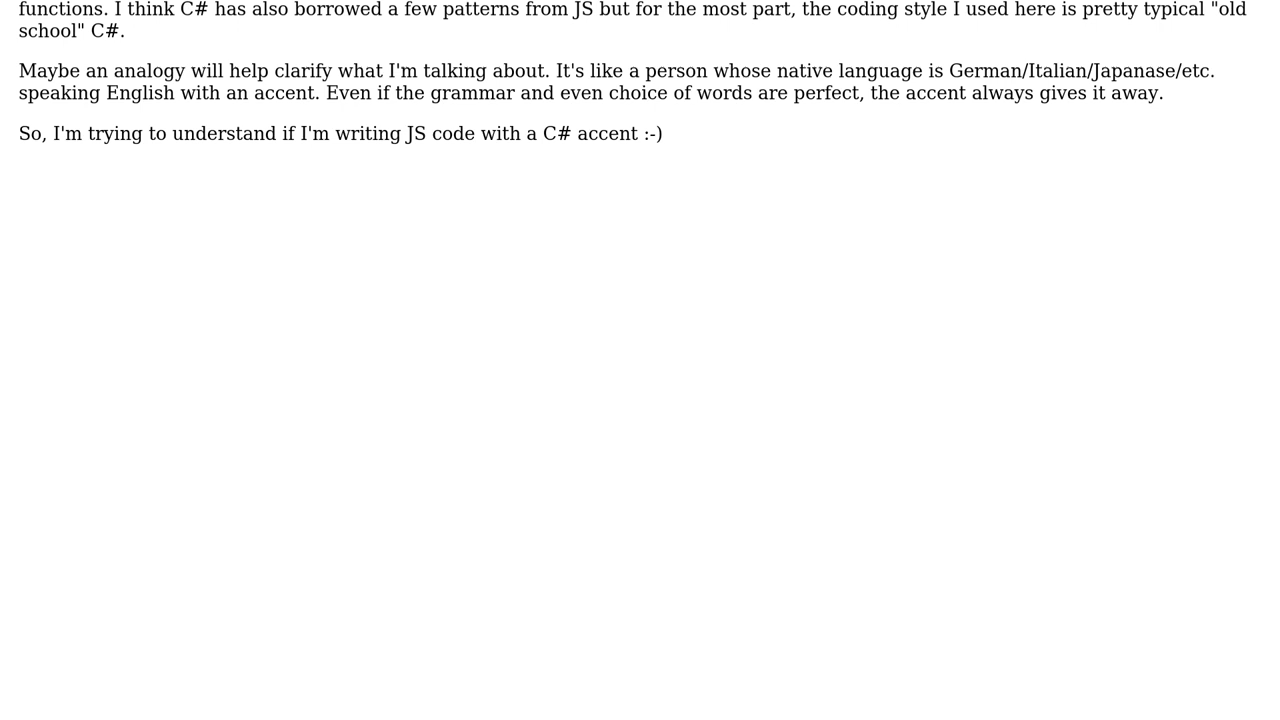 functions. I think C# has also borrowed a few patterns from JS but for the most part, the coding style I used here is pretty typical "old
school" C#.
Maybe an analogy will help clarify what I'm talking about. It's like a person whose native language is German/Italian/Japanase/etc.
speaking English with an accent. Even if the grammar and even choice of words are perfect, the accent always gives it away.
So, I'm trying to understand if I'm writing JS code with a C# accent :-)